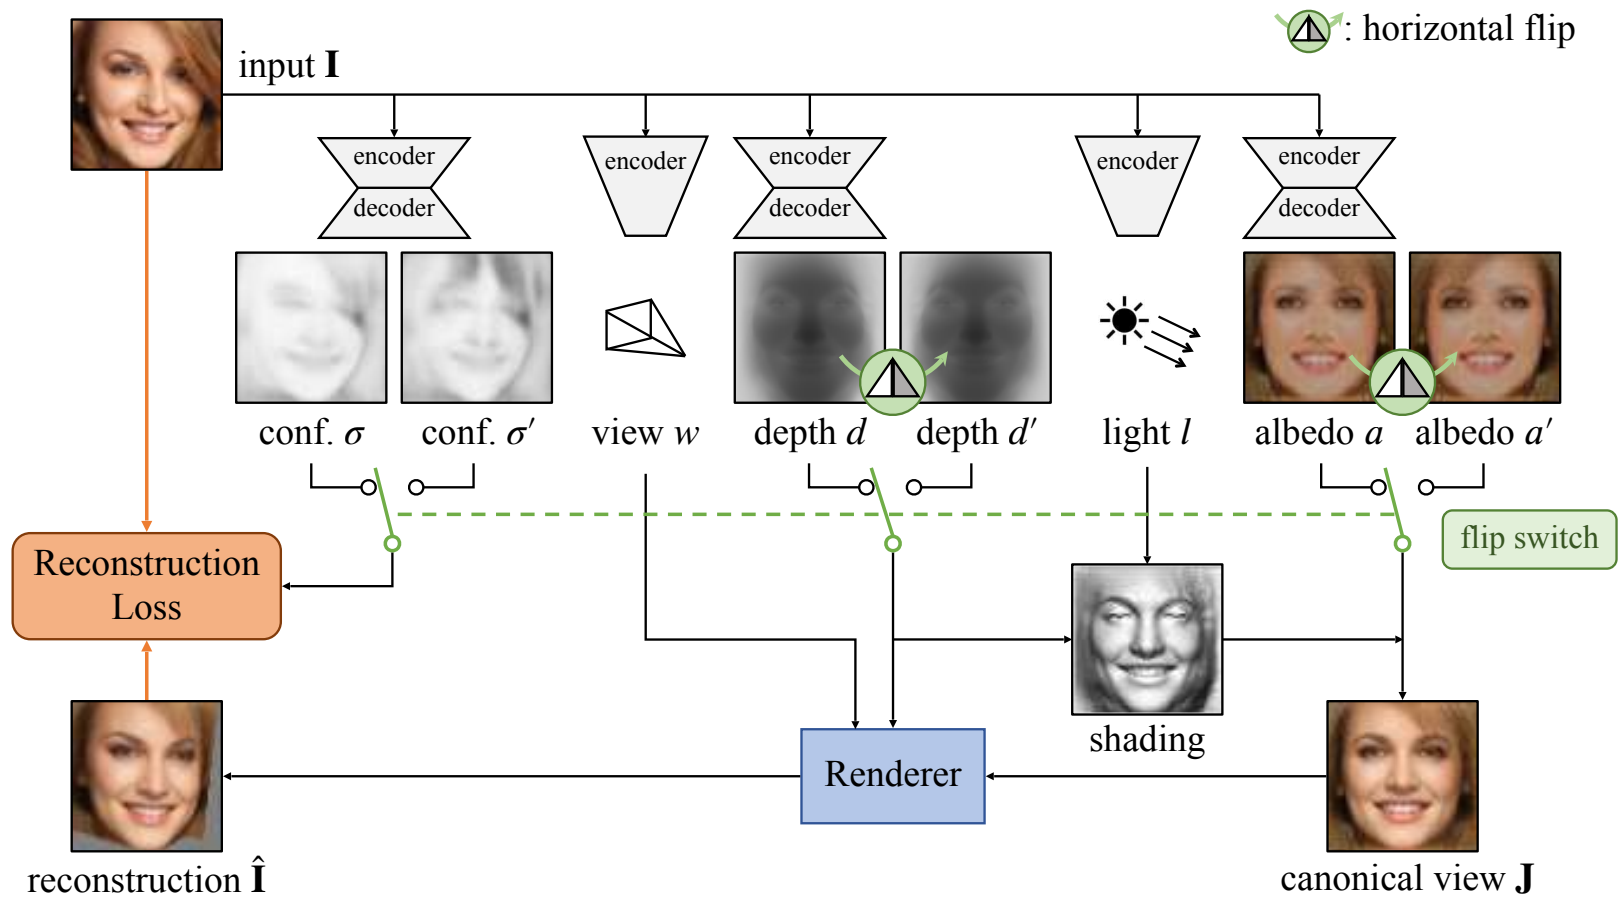 : horizontal flip
input I
encoder
decoder
encoder
encoder
decoder
encoder
encoder
decoder
conf. σ
conf. σ′
view w
depth d
depth d′
light l
albedo a
albedo a′
flip switch
Reconstruction
Loss
shading
Renderer
reconstruction Î
canonical view J